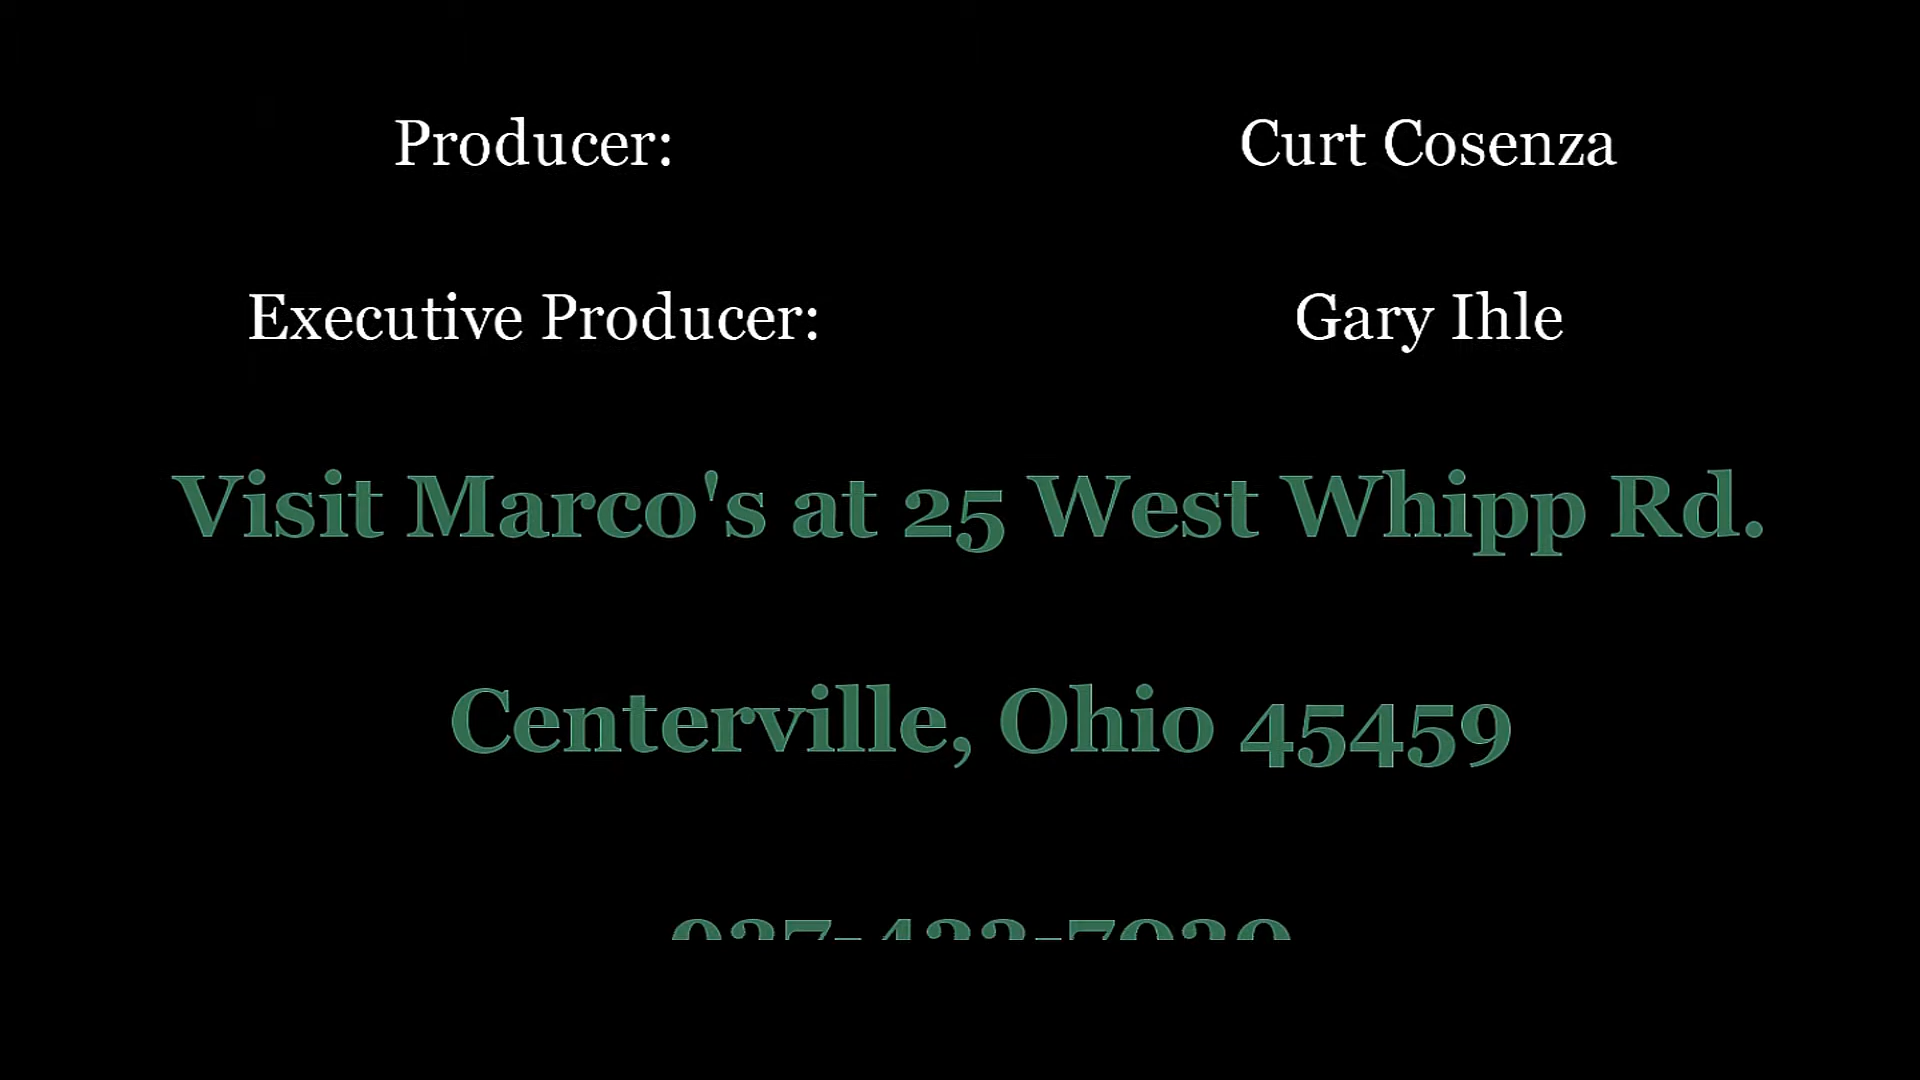 Producer: Curt Cosenza
Executive Producer: Gary Ihle
Visit Marco's at 25 West Whipp Rd.
Centerville, Ohio 45459